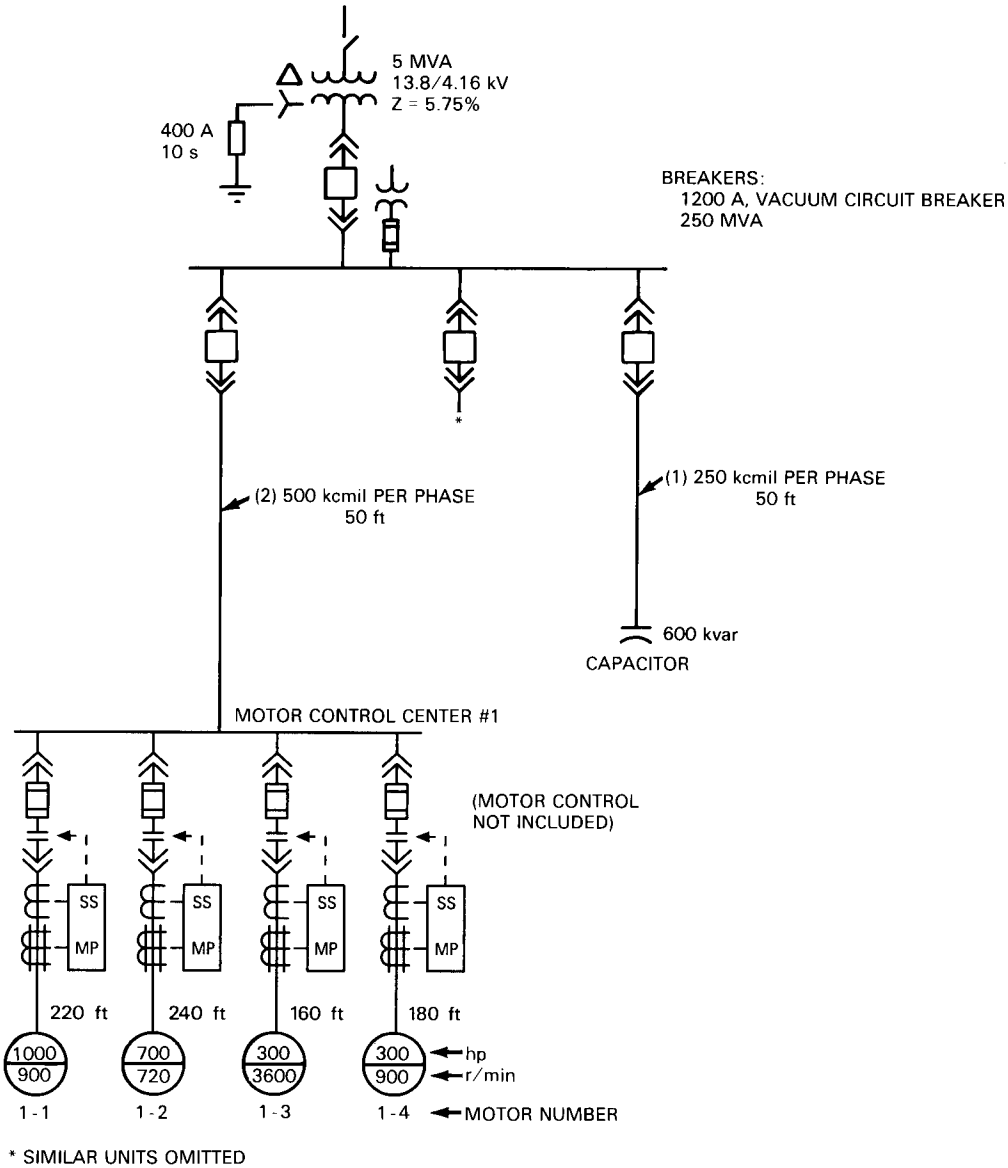 5 MVA
13.8/4.16 kV
Z = 5.75%
400 A
10 s
BREAKERS:
1200 A, VACUUM CIRCUIT BREAKER
250 MVA
*
(2) 500 kcmil PER PHASE
50 ft
(1) 250 kcmil PER PHASE
50 ft
600 kvar
CAPACITOR
MOTOR CONTROL CENTER #1
(MOTOR CONTROL
NOT INCLUDED)
SS SS SS SS
MP MP MP MP
220 ft 240 ft 160 ft 180 ft
1000 700 300 300 hp
900 720 3600 900 r/min
1-1 1-2 1-3 1-4 MOTOR NUMBER
* SIMILAR UNITS OMITTED